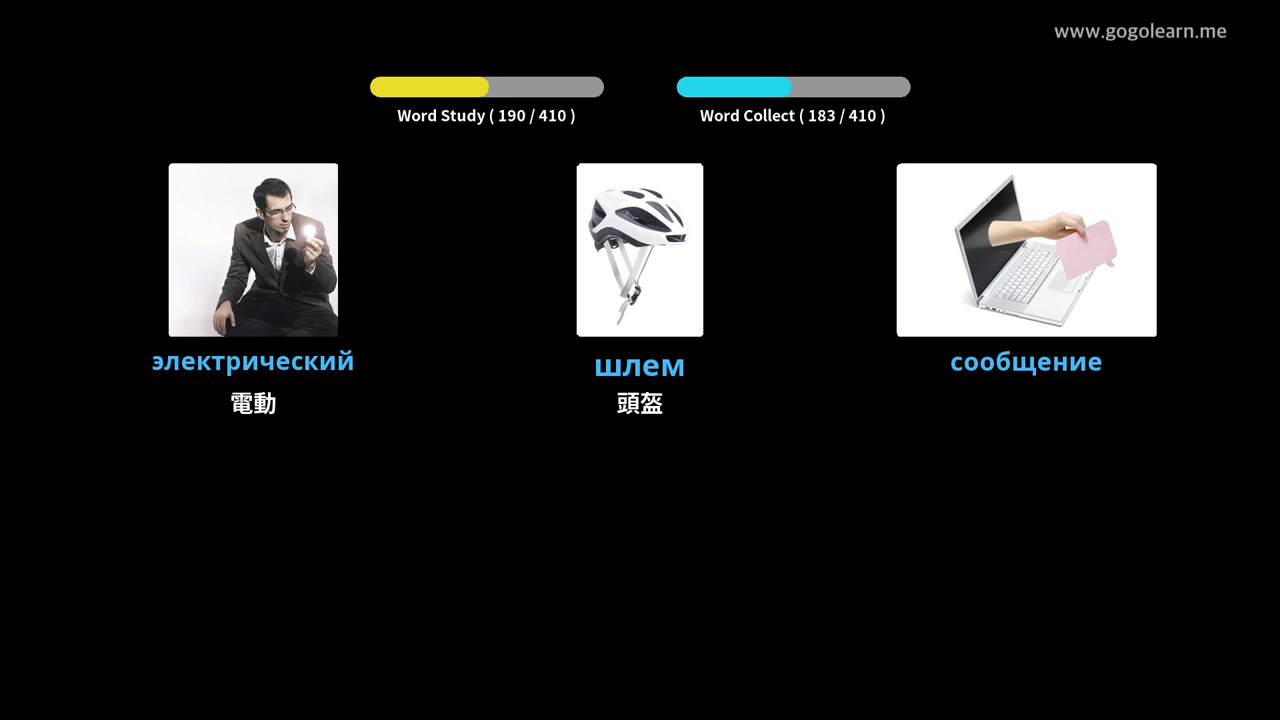 www.gogolearn.me
Word Study ( 190 / 410 )
Word Collect ( 183 / 410 )
электрический
電動
шлем
頭盔
сообщение